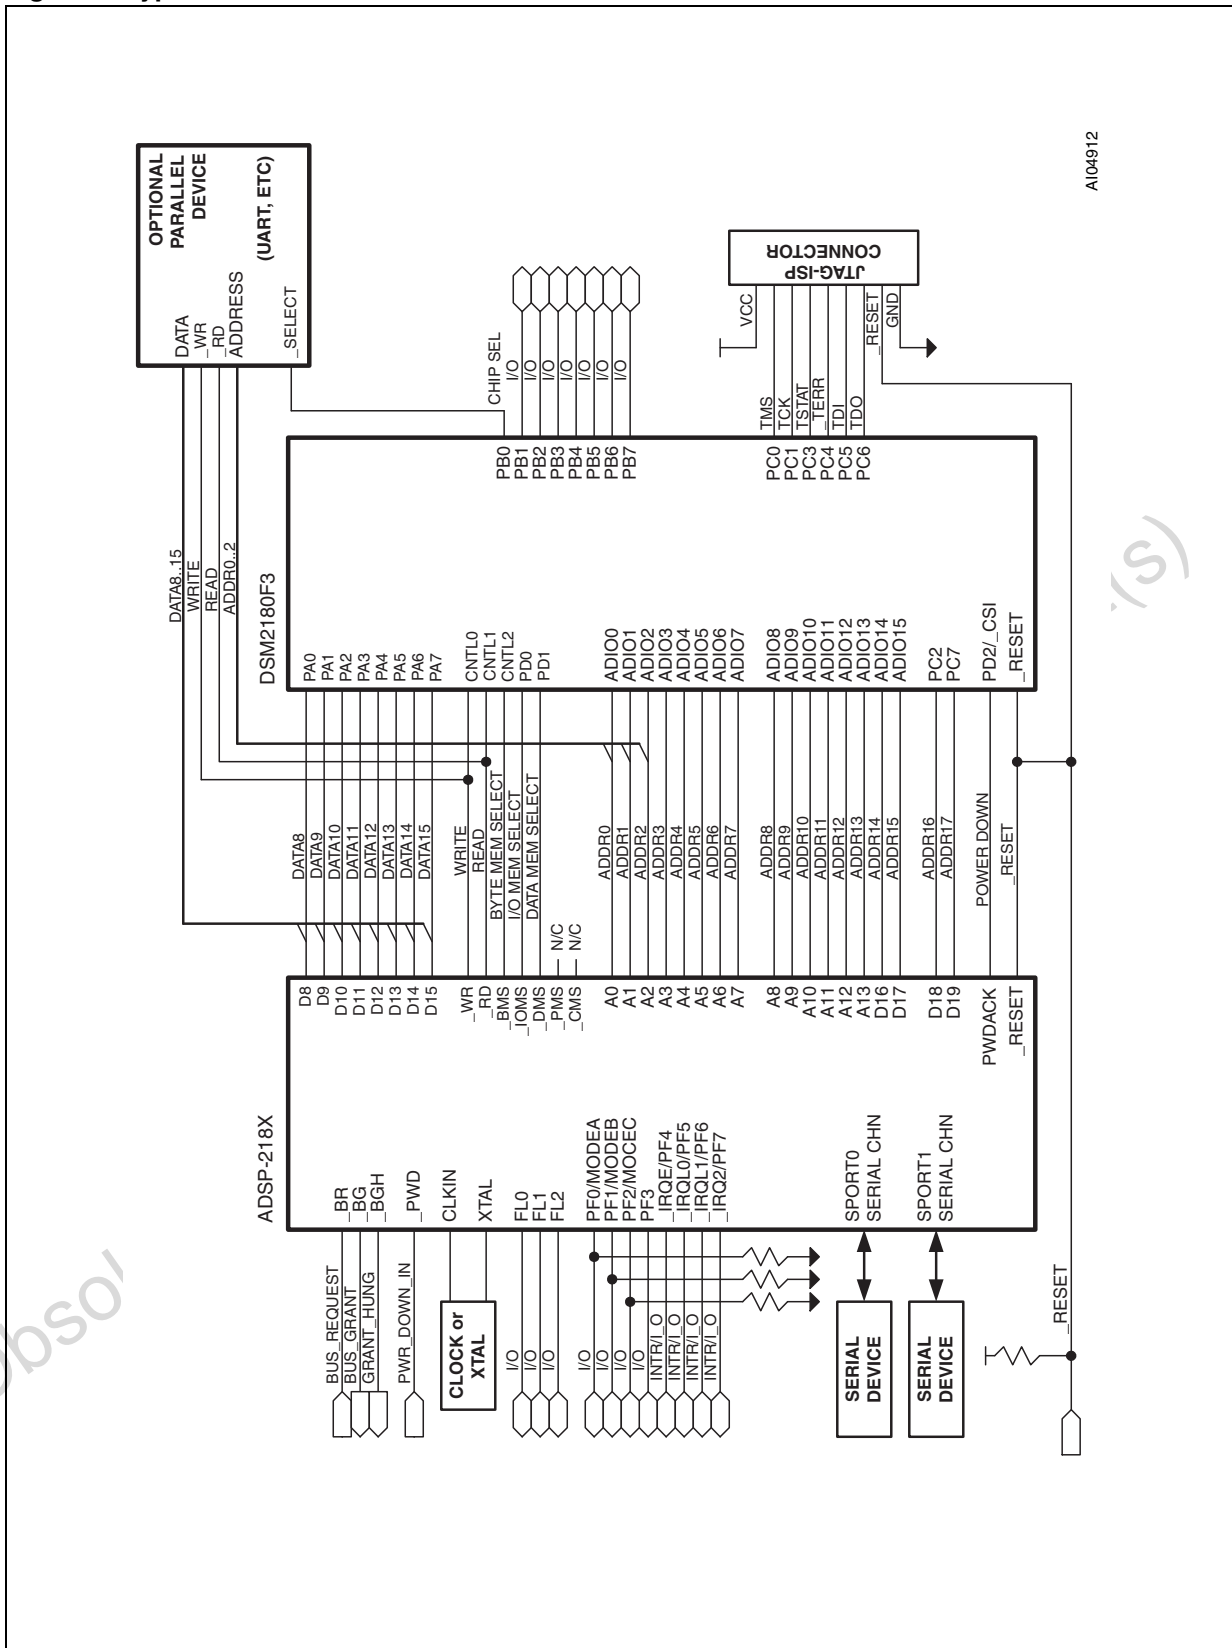 AI04912
OPTIONAL
PARALLEL
DEVICE
(UART, ETC)
DATA
_WR
_RD
ADDRESS
_SELECT
DATA8..15
WRITE
READ
ADDR0..2
CHIP SEL
I/O
I/O
I/O
I/O
I/O
I/O
I/O
JTAG-ISP
CONNECTOR
VCC
TMS
TCK
TSTAT
_TERR
TDI
TDO
_RESET
GND
DSM2180F3
PB0
PB1
PB2
PB3
PB4
PB5
PB6
PB7
PC0
PC1
PC3
PC4
PC5
PC6
PA0
PA1
PA2
PA3
PA4
PA5
PA6
PA7
CNTL0
CNTL1
CNTL2
PD0
PD1
ADIO0
ADIO1
ADIO2
ADIO3
ADIO4
ADIO5
ADIO6
ADIO7
ADIO8
ADIO9
ADIO10
ADIO11
ADIO12
ADIO13
ADIO14
ADIO15
PC2
PC7
PD2/_CSI
_RESET
DATA8
DATA9
DATA10
DATA11
DATA12
DATA13
DATA14
DATA15
WRITE
READ
BYTE MEM SELECT
I/O MEM SELECT
DATA MEM SELECT
N/C
N/C
ADDR0
ADDR1
ADDR2
ADDR3
ADDR4
ADDR5
ADDR6
ADDR7
ADDR8
ADDR9
ADDR10
ADDR11
ADDR12
ADDR13
ADDR14
ADDR15
ADDR16
ADDR17
POWER DOWN
_RESET
ADSP-218X
D8
D9
D10
D11
D12
D13
D14
D15
_WR
_RD
_BMS
_IOMS
_DMS
_PMS
_CMS
A0
A1
A2
A3
A4
A5
A6
A7
A8
A9
A10
A11
A12
A13
D16
D17
D18
D19
PWDACK
_RESET
_BR
_BG
_BGH
_PWD
CLKIN
XTAL
FL0
FL1
FL2
PF0/MODEA
PF1/MODEB
PF2/MOCEC
PF3
_IRQE/PF4
_IRQL0/PF5
_IRQL1/PF6
_IRQ2/PF7
SPORT0
SERIAL CHN
SPORT1
SERIAL CHN
BUS_REQUEST
BUS_GRANT
GRANT_HUNG
PWR_DOWN_IN
CLOCK or
XTAL
I/O
I/O
I/O
I/O
I/O
I/O
I/O
INTR/I_O
INTR/I_O
INTR/I_O
INTR/I_O
SERIAL
DEVICE
SERIAL
DEVICE
_RESET